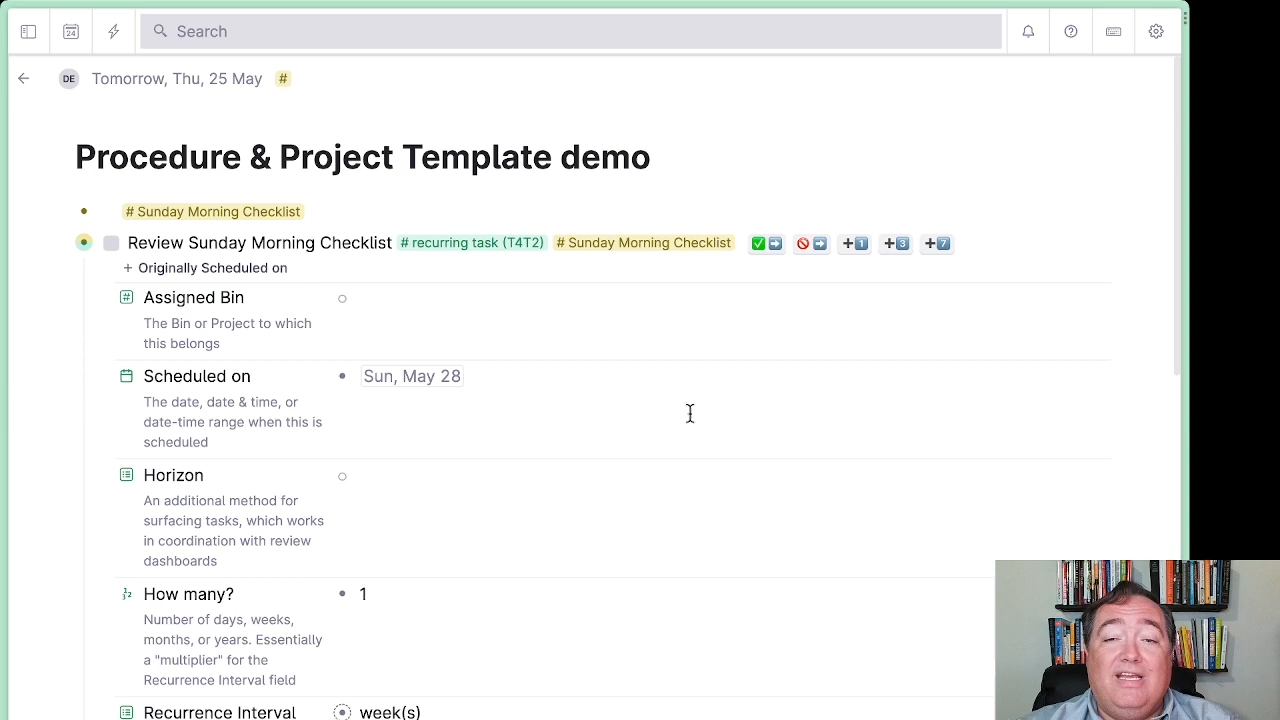 24
Search
DE Tomorrow, Thu, 25 May #
Procedure & Project Template demo
# Sunday Morning Checklist
Review Sunday Morning Checklist # recurring task (T4T2) # Sunday Morning Checklist ✅➡️ 🚫➡️ ➕1️⃣ ➕3️⃣ ➕7️⃣
+ Originally Scheduled on
Assigned Bin
The Bin or Project to which
this belongs
Scheduled on Sun, May 28
The date, date & time, or
date-time range when this is
scheduled
Horizon
An additional method for
surfacing tasks, which works
in coordination with review
dashboards
How many? 1
Number of days, weeks,
months, or years. Essentially
a "multiplier" for the
Recurrence Interval field
Recurrence Interval week(s)